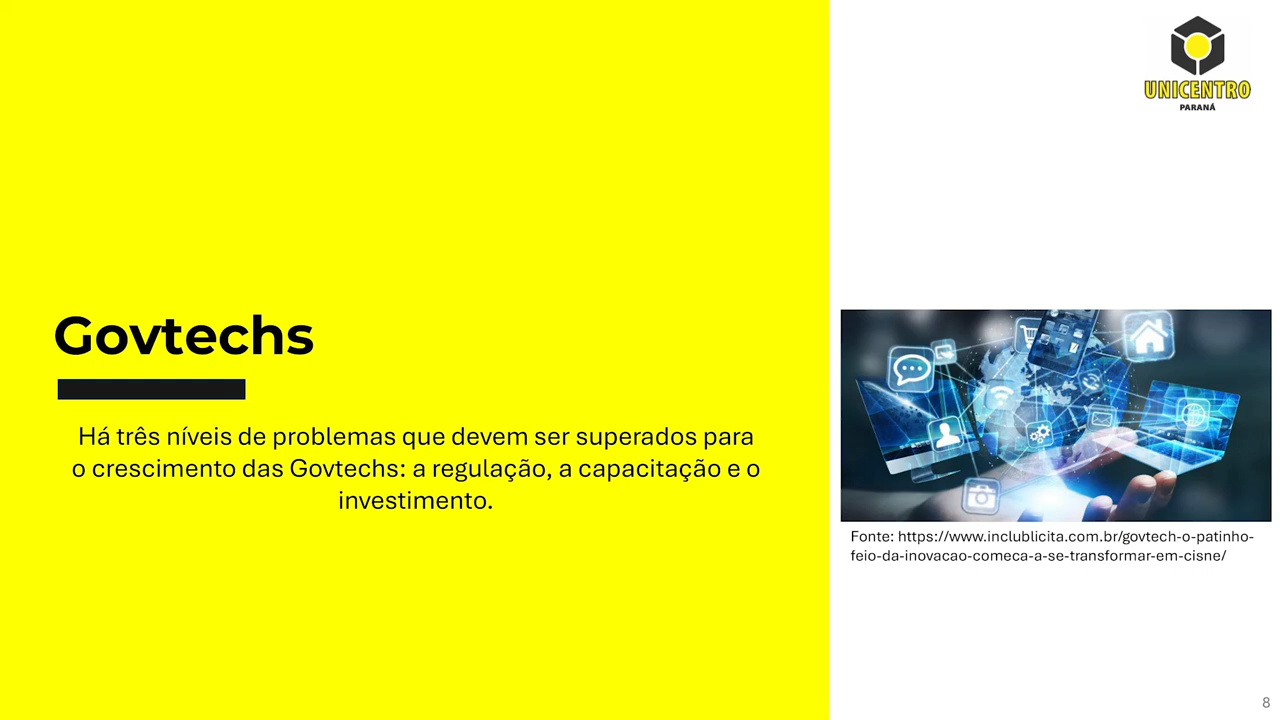 UNICENTRO
PARANÁ
Govtechs
Há três níveis de problemas que devem ser superados para
o crescimento das Govtechs: a regulação, a capacitação e o
investimento.
Fonte: https://www.inclublicita.com.br/govtech-o-patinho-
feio-da-inovacao-comeca-a-se-transformar-em-cisne/
8